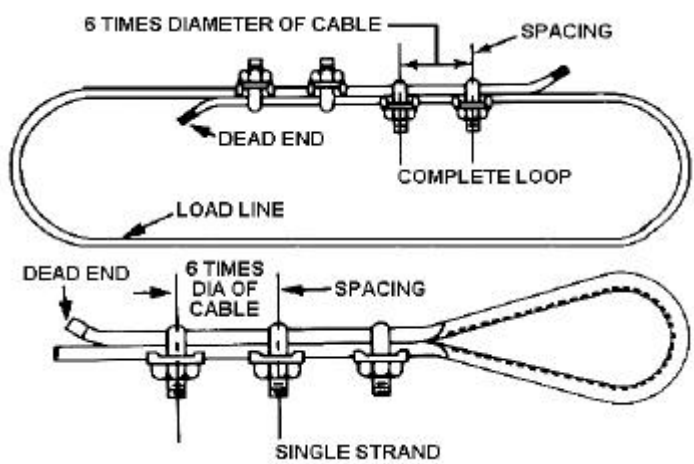 6 TIMES DIAMETER OF CABLE
SPACING
DEAD END
COMPLETE LOOP
LOAD LINE
DEAD END
6 TIMES
DIA OF
CABLE
SPACING
SINGLE STRAND